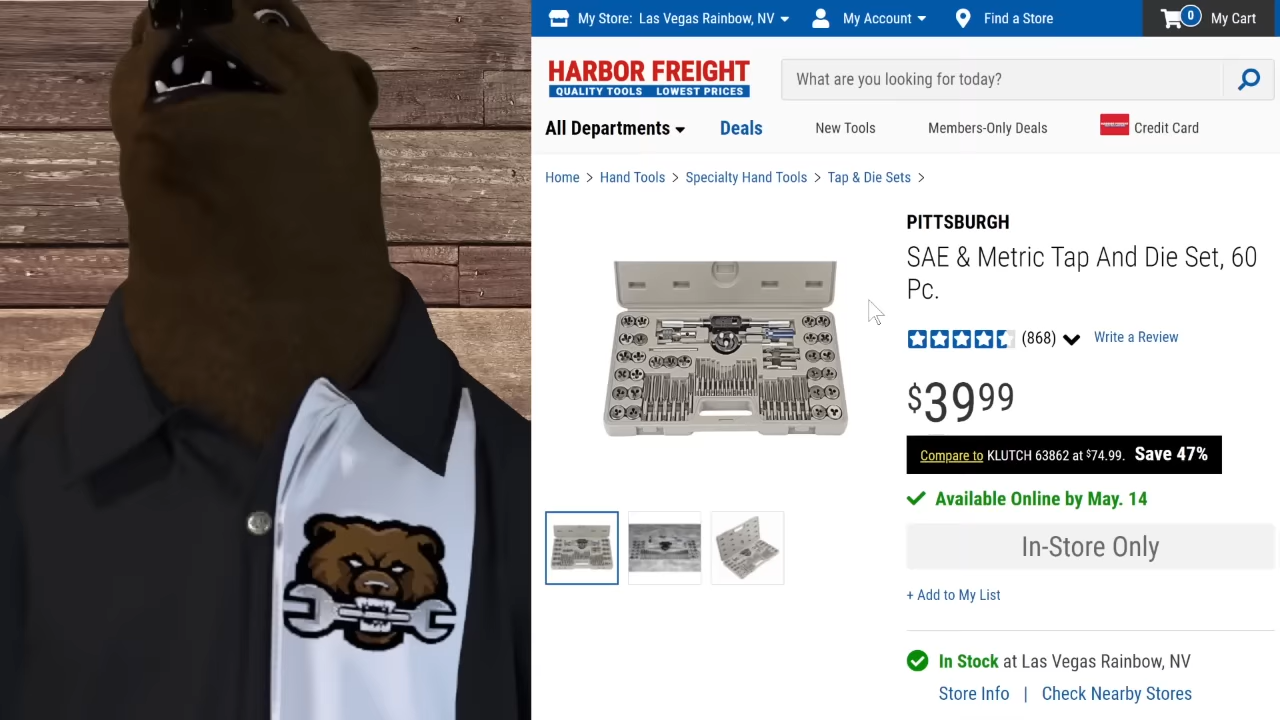 My Store: Las Vegas Rainbow, NV
My Account
Find a Store
0
My Cart
HARBOR FREIGHT
QUALITY TOOLS LOWEST PRICES
What are you looking for today?
All Departments
Deals
New Tools
Members-Only Deals
Credit Card
Home > Hand Tools > Specialty Hand Tools > Tap & Die Sets >
PITTSBURGH
SAE & Metric Tap And Die Set, 60
Pc.
(868)
Write a Review
$3999
Compare to KLUTCH 63862 at $74.99. Save 47%
Available Online by May. 14
In-Store Only
+ Add to My List
In Stock at Las Vegas Rainbow, NV
Store Info | Check Nearby Stores